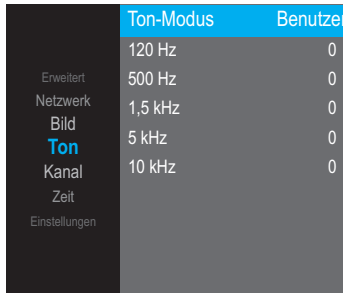 Erweitert
Netzwerk
Bild
Ton
Kanal
Zeit
Einstellungen
Ton-Modus Benutzer
120 Hz 0
500 Hz 0
1,5 kHz 0
5 kHz 0
10 kHz 0